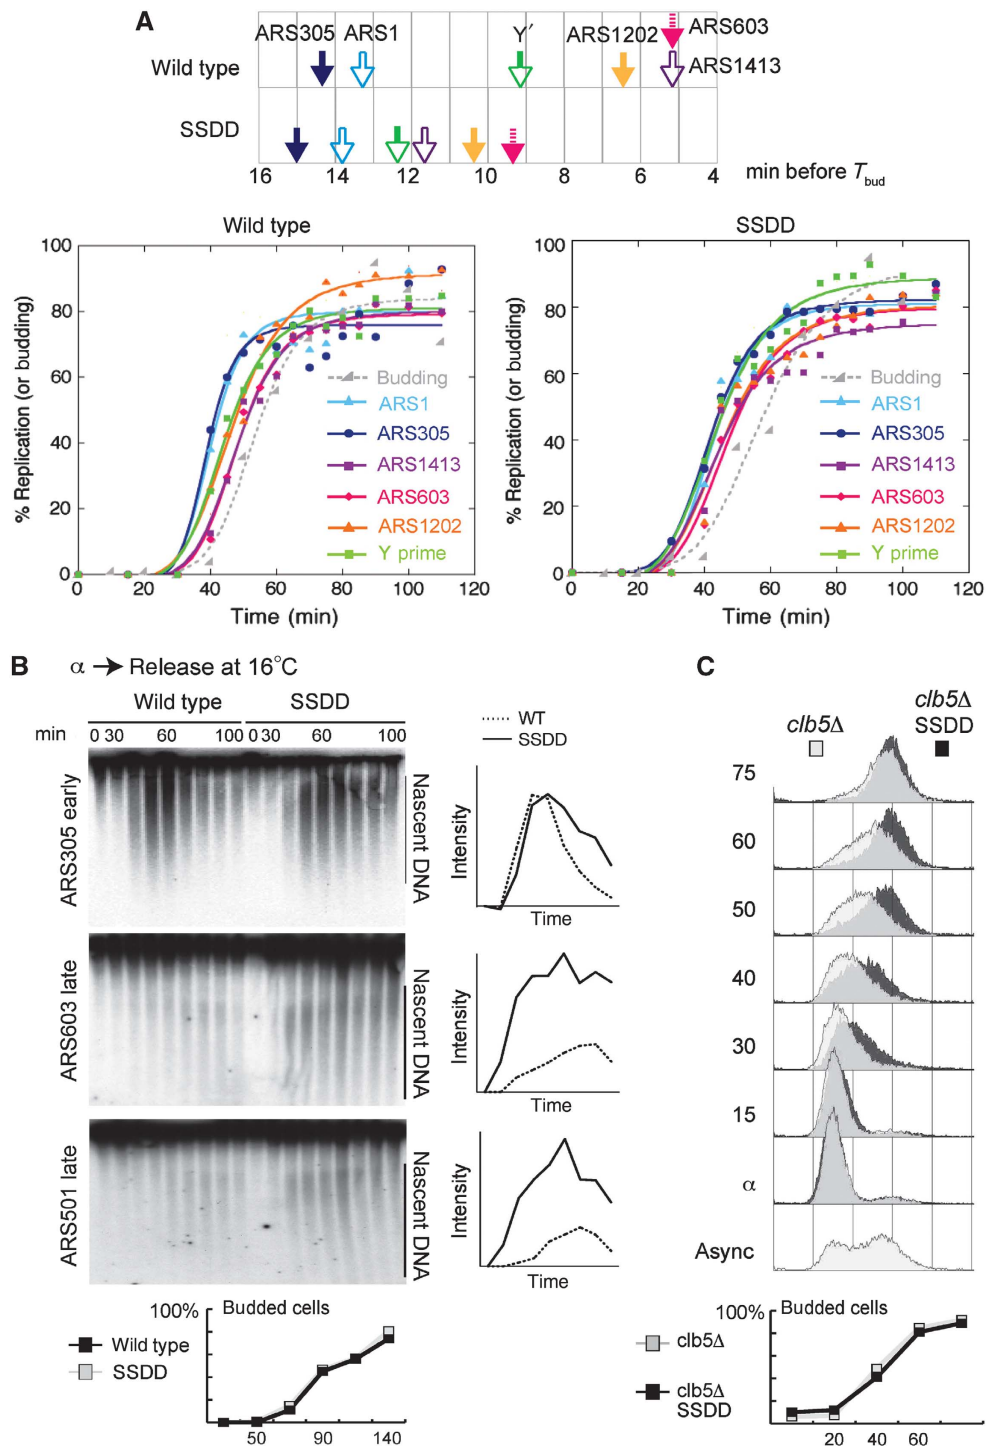 A
ARS305 ARS1 Y′ ARS1202 ARS603
Wild type ARS1413
SSDD
16 14 12 10 8 6 4 min before Tbud
Wild type
% Replication (or budding)
100
80
60
40
20
0
0 20 40 60 80 100 120
Time (min)
Budding
ARS1
ARS305
ARS1413
ARS603
ARS1202
Y prime
SSDD
% Replication (or budding)
100
80
60
40
20
0
0 20 40 60 80 100 120
Time (min)
Budding
ARS1
ARS305
ARS1413
ARS603
ARS1202
Y prime
B α → Release at 16°C
Wild type SSDD
min 0 30 60 100 0 30 60 100
ARS305 early
Nascent DNA
ARS603 late
Nascent DNA
ARS501 late
Nascent DNA
WT
SSDD
Intensity
Time
Intensity
Time
Intensity
Time
100% Budded cells
Wild type
SSDD
50 90 140
C
clb5Δ clb5Δ
SSDD
75
60
50
40
30
15
α
Async
100% Budded cells
clb5Δ
clb5Δ
SSDD
20 40 60